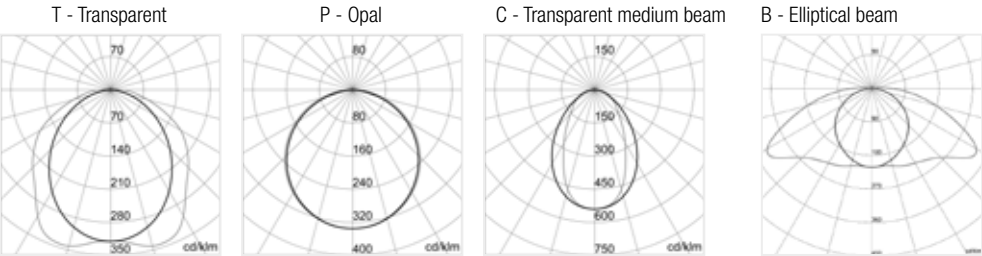 T - Transparent
P - Opal
C - Transparent medium beam
B - Elliptical beam
70
70
140
210
280
350
cd/klm
80
80
160
240
320
400
cd/klm
150
150
300
450
600
750
cd/klm